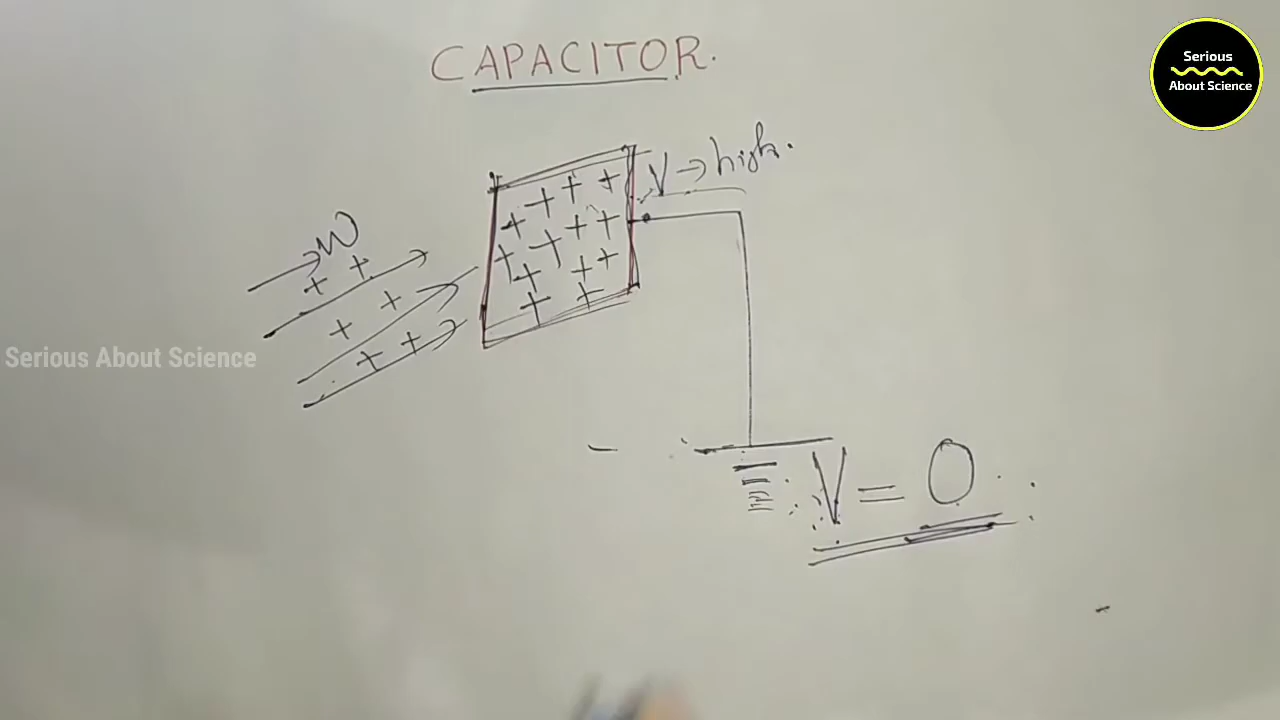 CAPACITOR.
Serious
About Science
V → high.
W
Serious About Science
V = 0